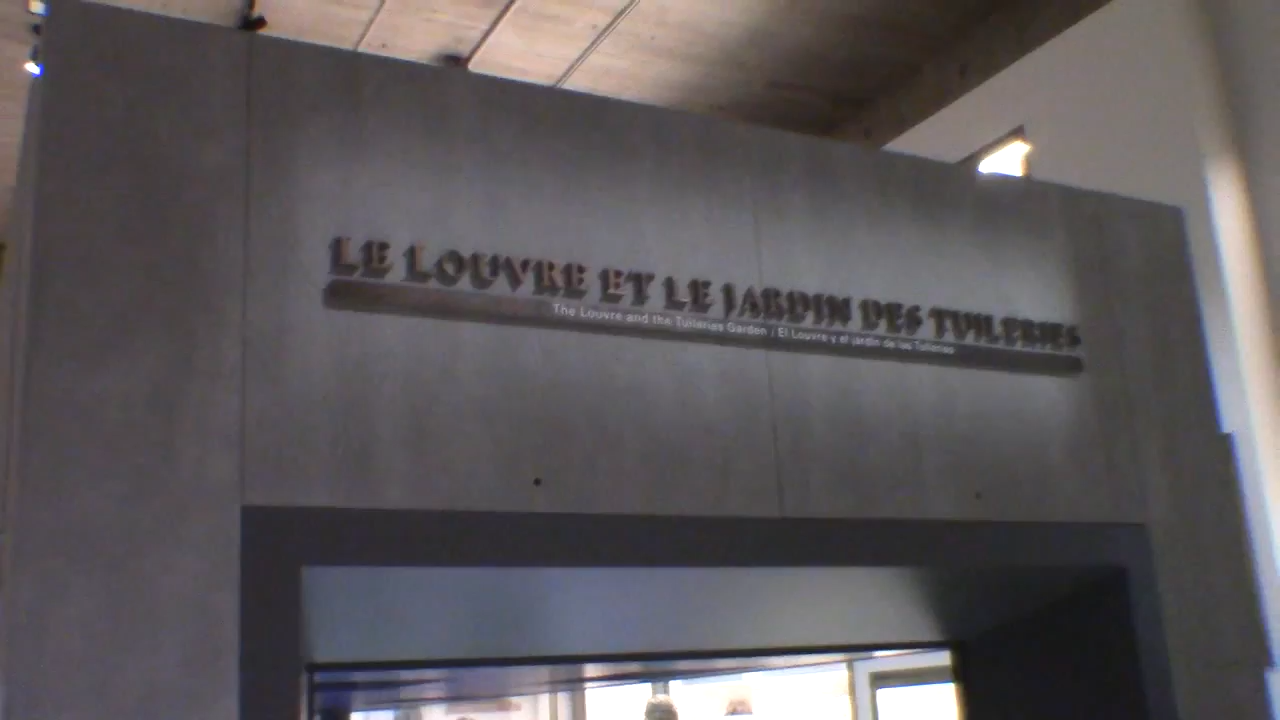 LE LOUVRE ET LE JARDIN DES TUILERIES
The Louvre and the Tuileries Garden / El Louvre y el jardín de las Tullerías